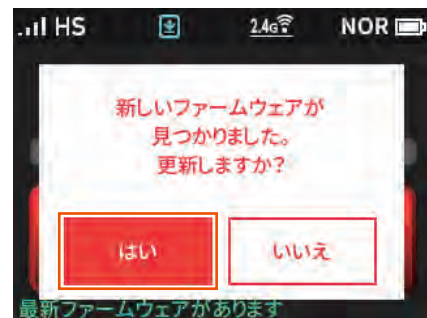 HS 2.4G NOR
新しいファームウェアが
見つかりました。
更新しますか?
はい いいえ
最新ファームウェアがあります